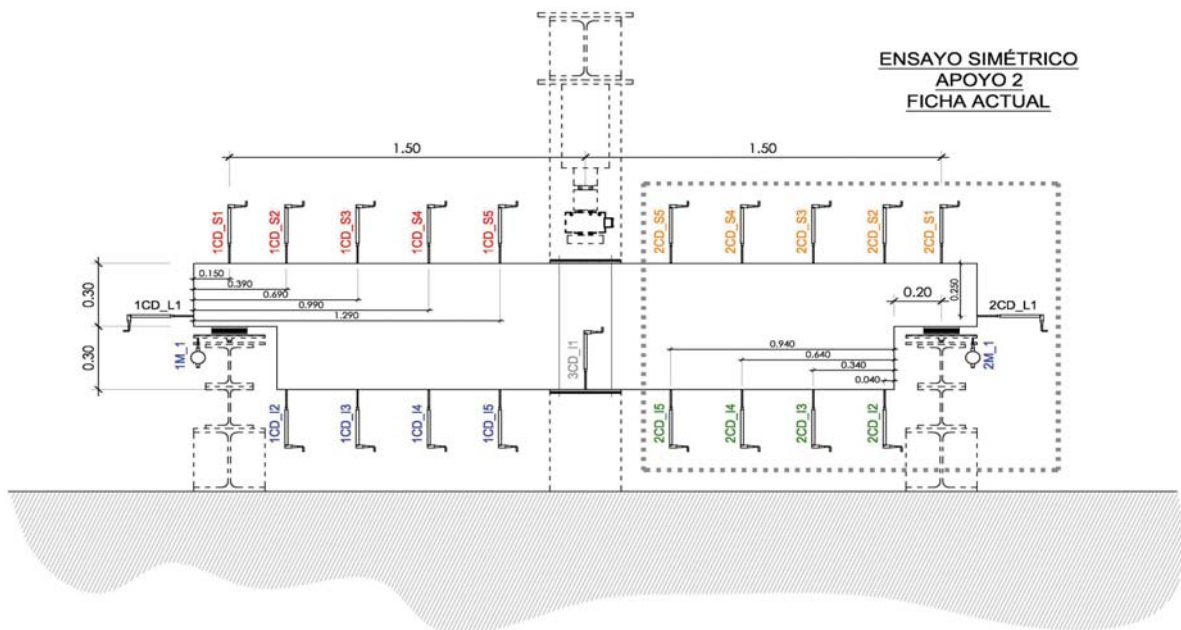 ENSAYO SIMÉTRICO
APOYO 2
FICHA ACTUAL
1.50
1.50
1CD_S1
1CD_S2
1CD_S3
1CD_S4
1CD_S5
2CD_S5
2CD_S4
2CD_S3
2CD_S2
2CD_S1
0.150
0.390
0.690
0.990
1.290
0.30
0.30
1CD_L1
0.20
0.250
2CD_L1
1M_1
3CD_I1
0.940
0.640
0.340
0.040
2M_1
1CD_I2
1CD_I3
1CD_I4
1CD_I5
2CD_I5
2CD_I4
2CD_I3
2CD_I2